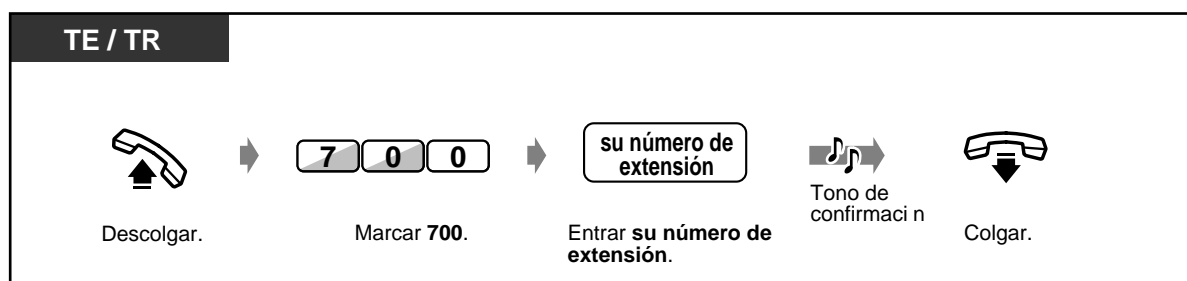 TE / TR
7 0 0
su número de
extensión
Tono de
confirmaci n
Descolgar.
Marcar 700.
Entrar su número de
extensión.
Colgar.